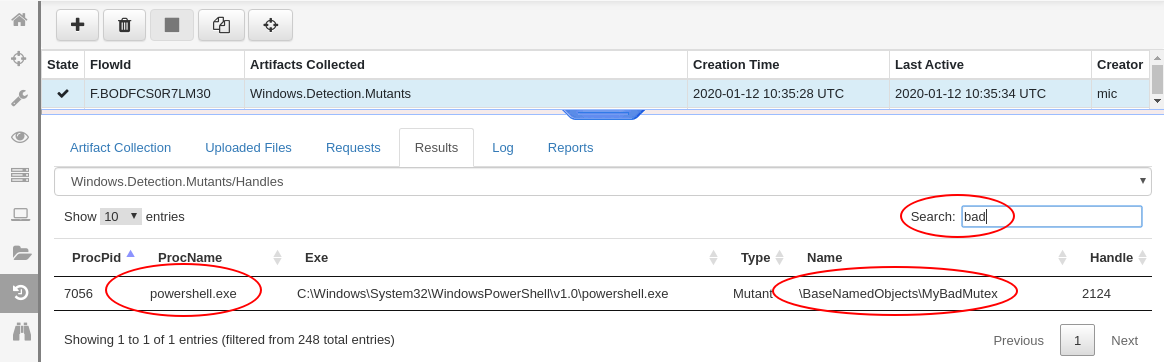 State FlowId Artifacts Collected Creation Time Last Active Creator
F.BODFCS0R7LM30 Windows.Detection.Mutants 2020-01-12 10:35:28 UTC 2020-01-12 10:35:34 UTC mic
Artifact Collection Uploaded Files Requests Results Log Reports
Windows.Detection.Mutants/Handles
Show 10 entries Search: bad
ProcPid ProcName Exe Type Name Handle
7056 powershell.exe C:\Windows\System32\WindowsPowerShell\v1.0\powershell.exe Mutant \BaseNamedObjects\MyBadMutex 2124
Showing 1 to 1 of 1 entries (filtered from 248 total entries) Previous 1 Next